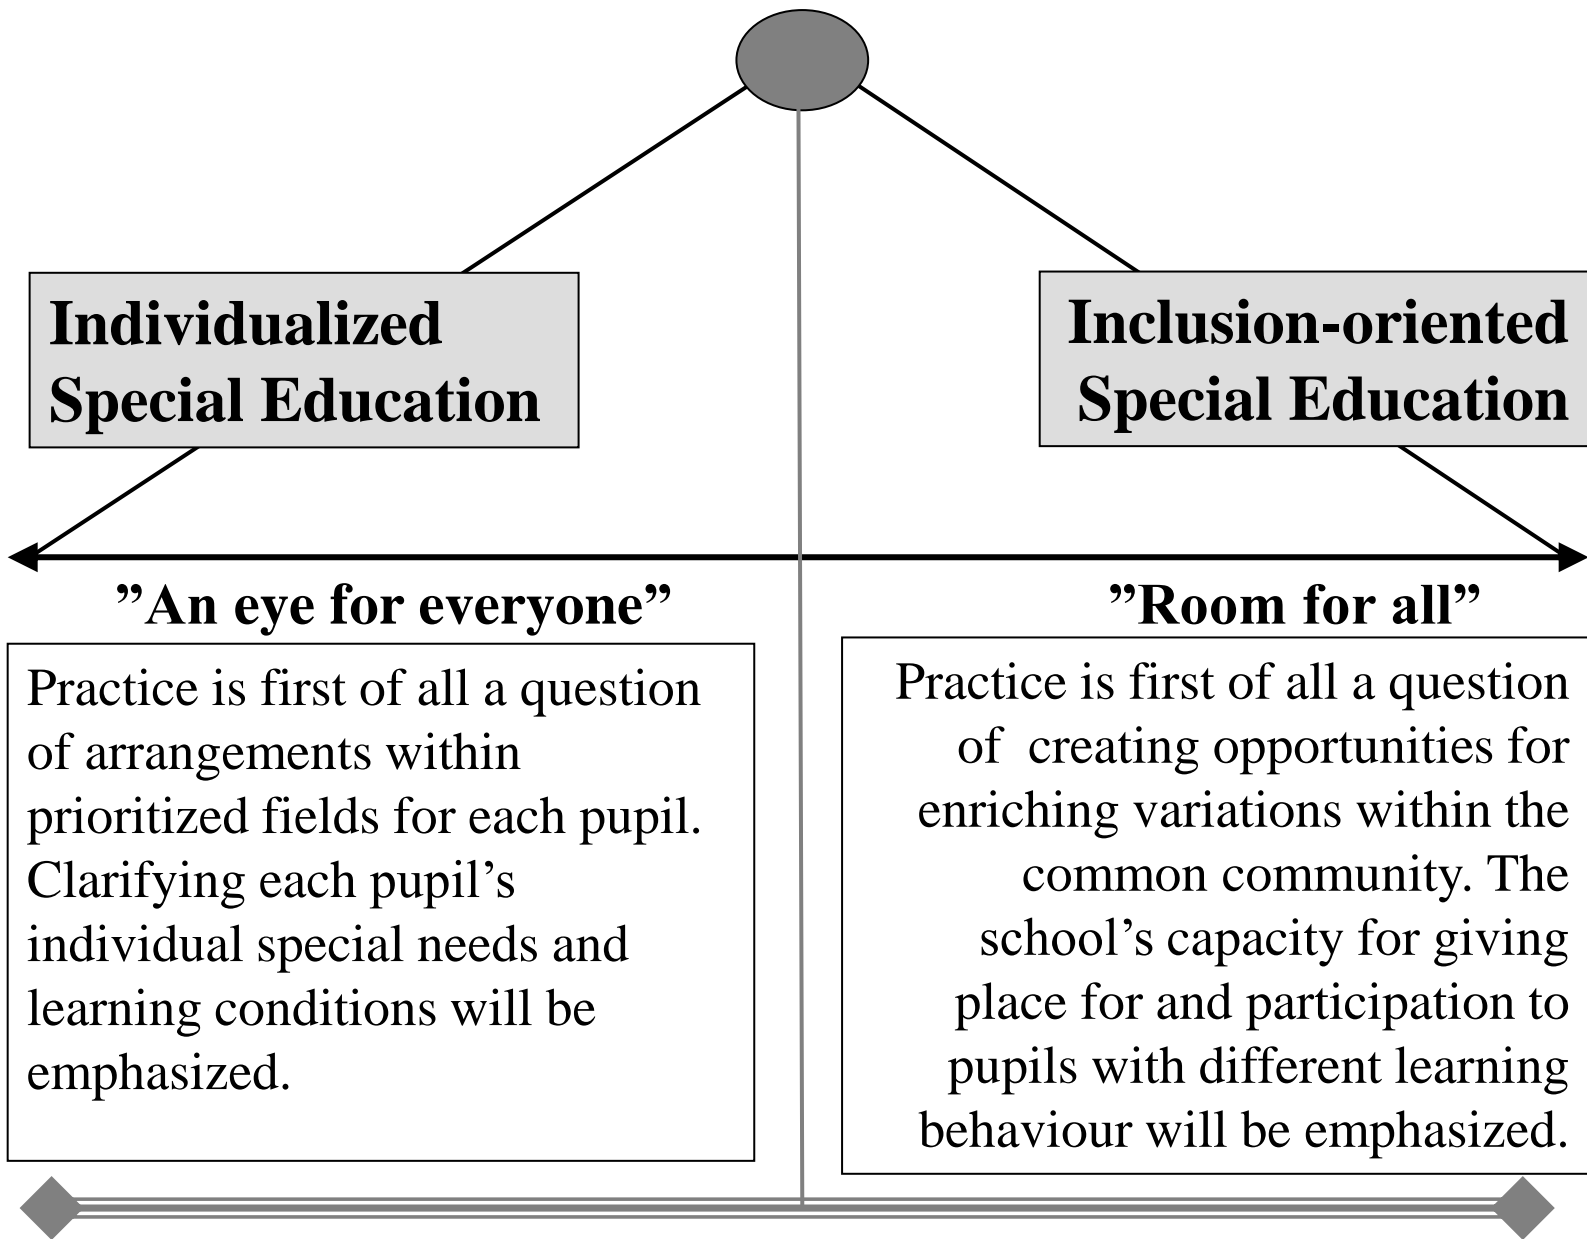 Individualized
Special Education
Inclusion-oriented
Special Education
”An eye for everyone”
Practice is first of all a question
of arrangements within
prioritized fields for each pupil.
Clarifying each pupil’s
individual special needs and
learning conditions will be
emphasized.
”Room for all”
Practice is first of all a question
of  creating opportunities for
enriching variations within the
common community. The
school’s capacity for giving
place for and participation to
pupils with different learning
behaviour will be emphasized.